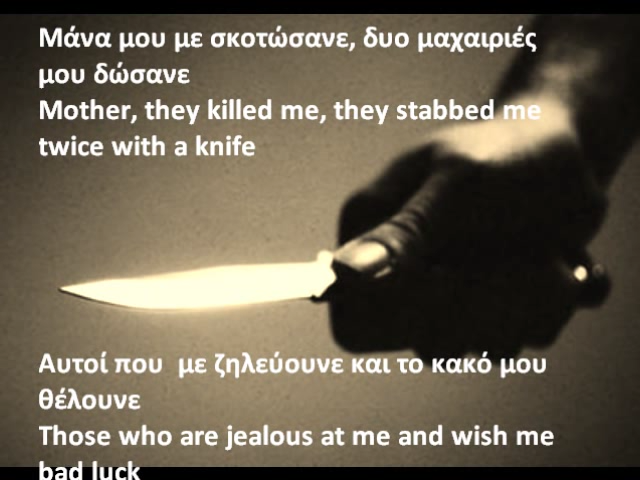 Μάνα μου με σκοτώσανε, δυο μαχαιριές
μου δώσανε
Mother, they killed me, they stabbed me
twice with a knife
Αυτοί που με ζηλεύουνε και το κακό μου
θέλουνε
Those who are jealous at me and wish me
bad luck